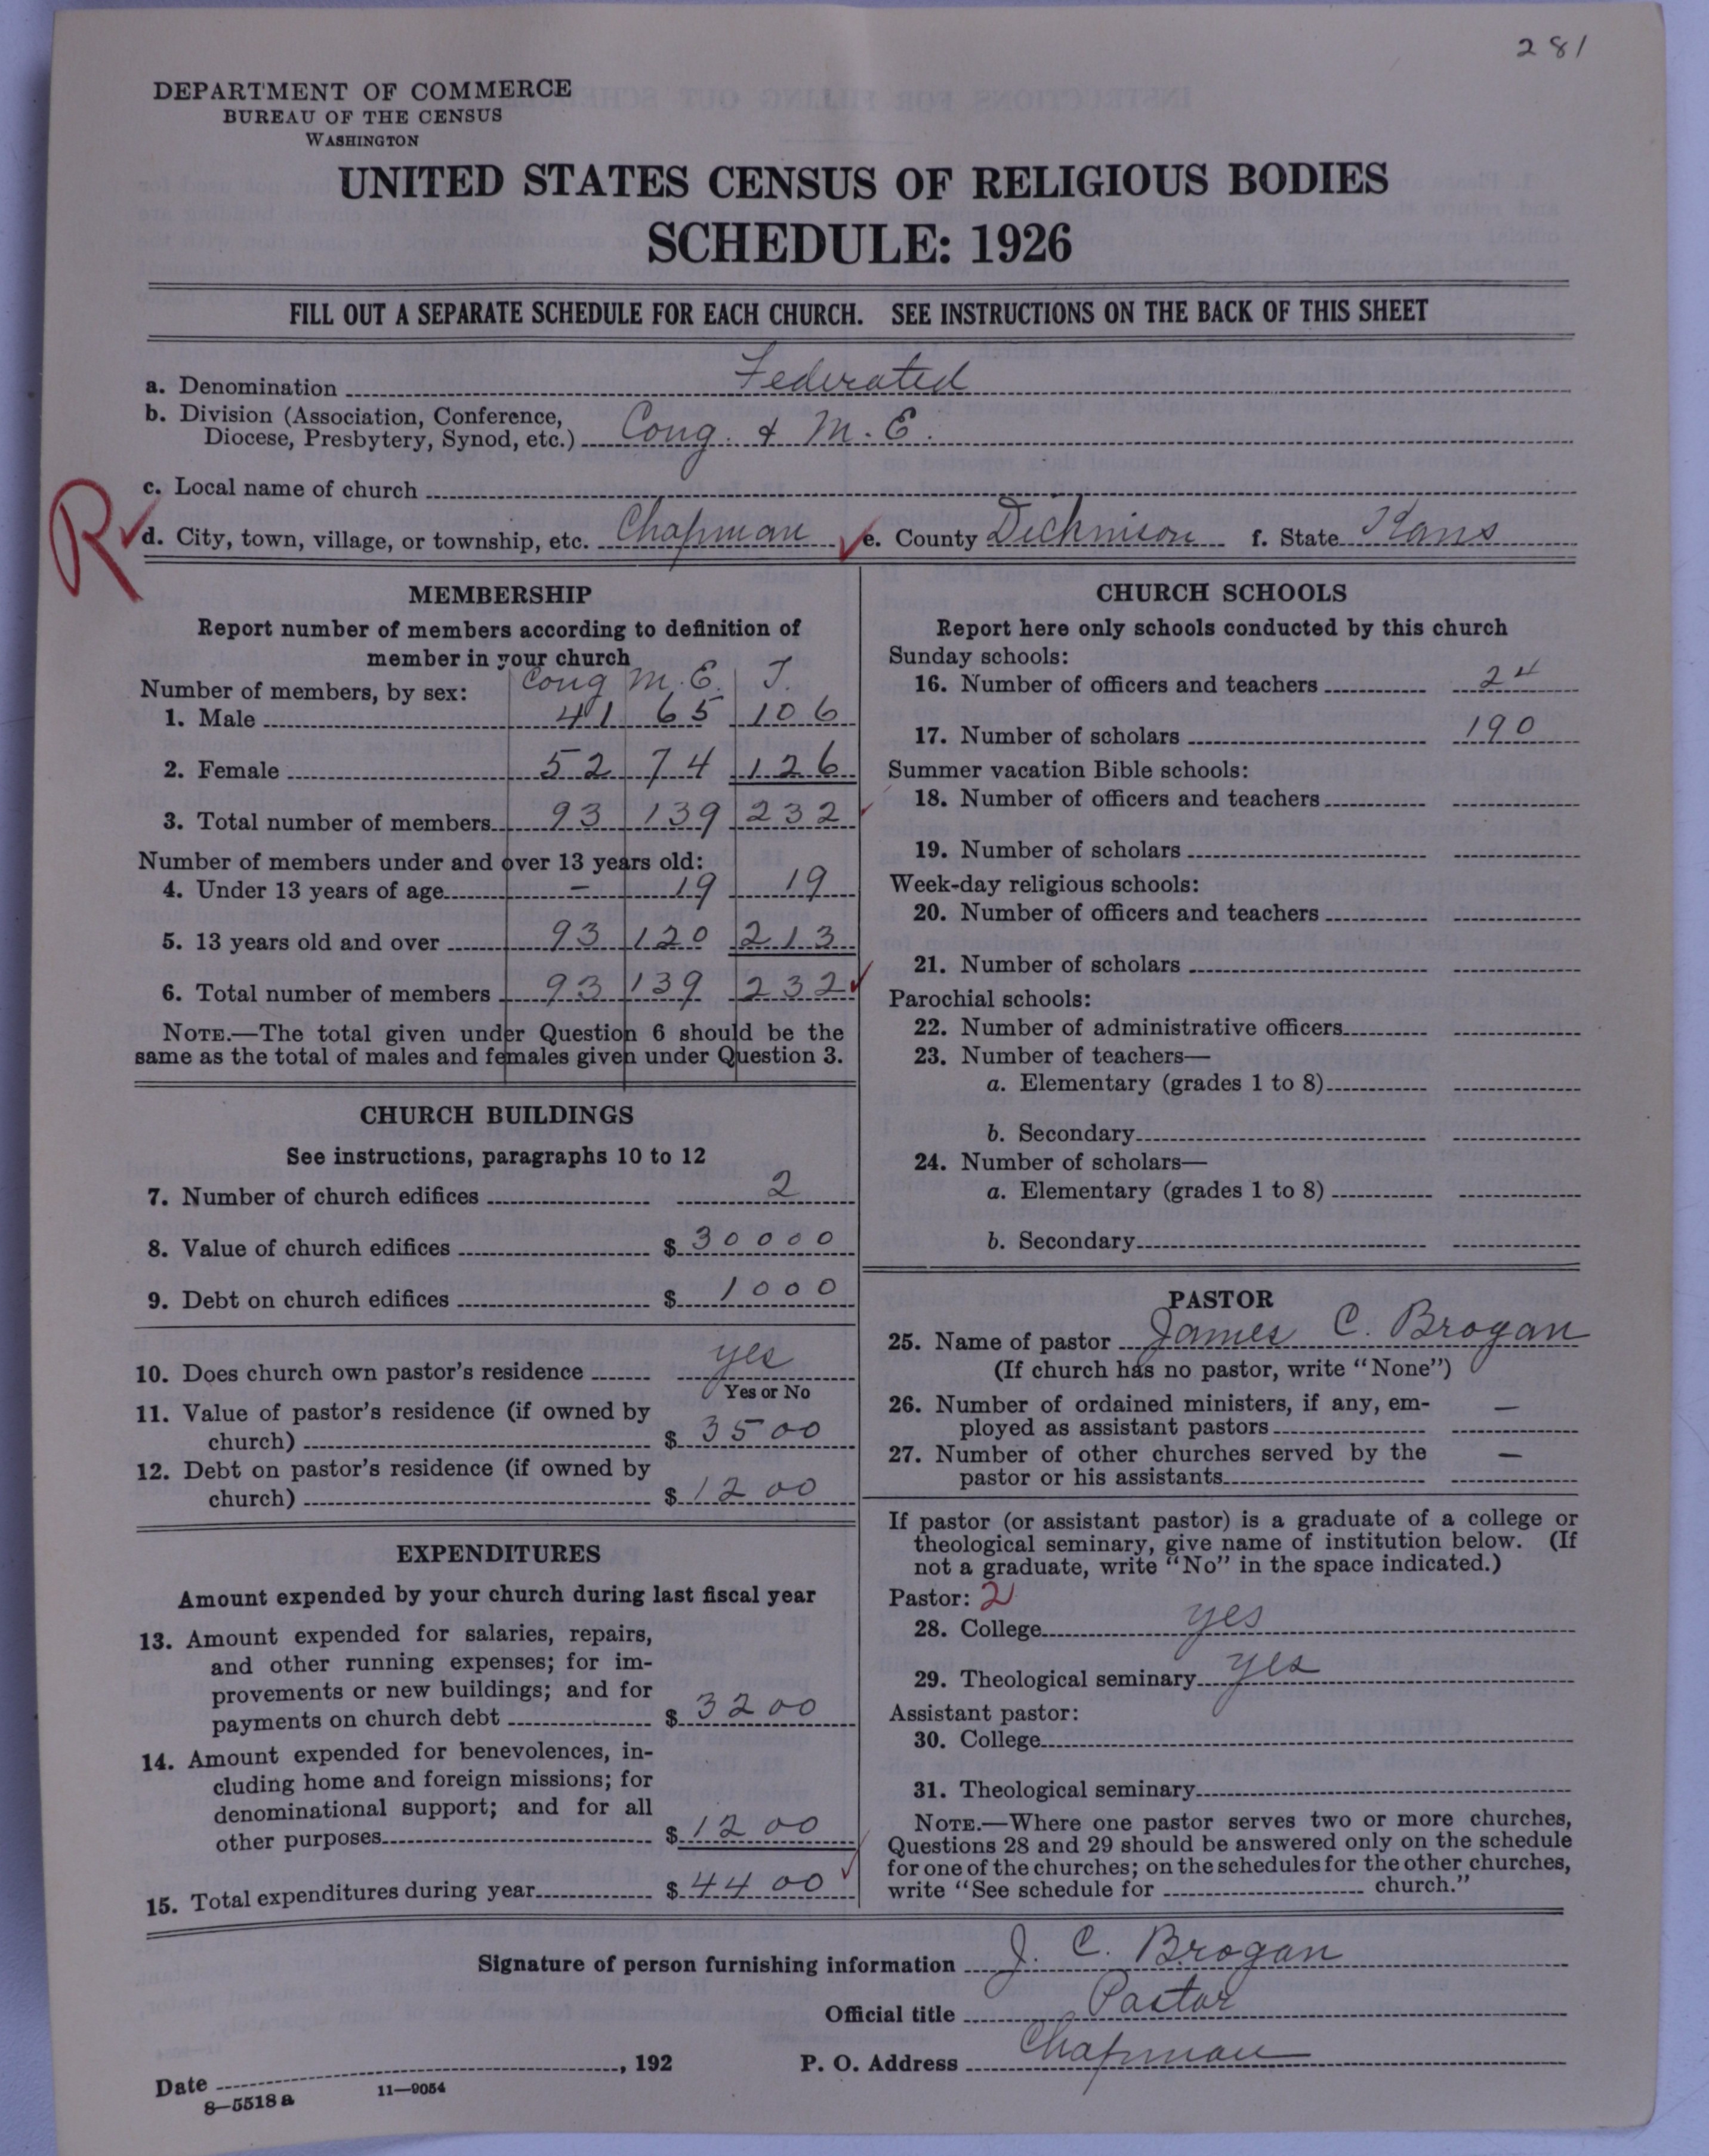 281
DEPARTMENT OF COMMERCE
BUREAU OF THE CENSUS
WASHINGTON
UNITED STATES CENSUS OF RELIGIOUS BODIES
SCHEDULE: 1926
FILL OUT A SEPARATE SCHEDULE FOR EACH CHURCH. SEE INSTRUCTIONS ON THE BACK OF THIS SHEET
a. Denomination Federated
b. Division (Association, Conference,
Diocese, Presbytery, Synod, etc.) Cong. & M. E.
c. Local name of church
R d. City, town, village, or township, etc. Chapman e. County Dickinson f. State Kans
MEMBERSHIP
Report number of members according to definition of
member in your church
Cong M. E. T.
Number of members, by sex:
1. Male 41 65 106
2. Female 52 74 126
3. Total number of members 93 139 232
Number of members under and over 13 years old:
4. Under 13 years of age — 19 19
5. 13 years old and over 93 120 213
6. Total number of members 93 139 232
NOTE.—The total given under Question 6 should be the
same as the total of males and females given under Question 3.
CHURCH BUILDINGS
See instructions, paragraphs 10 to 12
7. Number of church edifices 2
8. Value of church edifices $ 30000
9. Debt on church edifices $ 1000
10. Does church own pastor's residence yes
Yes or No
11. Value of pastor's residence (if owned by
church) $ 3500
12. Debt on pastor's residence (if owned by
church) $ 1200
EXPENDITURES
Amount expended by your church during last fiscal year
13. Amount expended for salaries, repairs,
and other running expenses; for im-
provements or new buildings; and for
payments on church debt $ 3200
14. Amount expended for benevolences, in-
cluding home and foreign missions; for
denominational support; and for all
other purposes $ 1200
15. Total expenditures during year $ 4400
CHURCH SCHOOLS
Report here only schools conducted by this church
Sunday schools:
16. Number of officers and teachers 24
17. Number of scholars 190
Summer vacation Bible schools:
18. Number of officers and teachers
19. Number of scholars
Week-day religious schools:
20. Number of officers and teachers
21. Number of scholars
Parochial schools:
22. Number of administrative officers
23. Number of teachers—
a. Elementary (grades 1 to 8)
b. Secondary
24. Number of scholars—
a. Elementary (grades 1 to 8)
b. Secondary
PASTOR
25. Name of pastor James C. Brogan
(If church has no pastor, write "None")
26. Number of ordained ministers, if any, em-
ployed as assistant pastors —
27. Number of other churches served by the
pastor or his assistants —
If pastor (or assistant pastor) is a graduate of a college or
theological seminary, give name of institution below. (If
not a graduate, write "No" in the space indicated.)
Pastor: 2
28. College yes
29. Theological seminary yes
Assistant pastor:
30. College
31. Theological seminary
NOTE.—Where one pastor serves two or more churches,
Questions 28 and 29 should be answered only on the schedule
for one of the churches; on the schedules for the other churches,
write "See schedule for church."
Signature of person furnishing information J. C. Brogan
Official title Pastor
Date , 192 P. O. Address Chapman
8—5518 a 11—9054